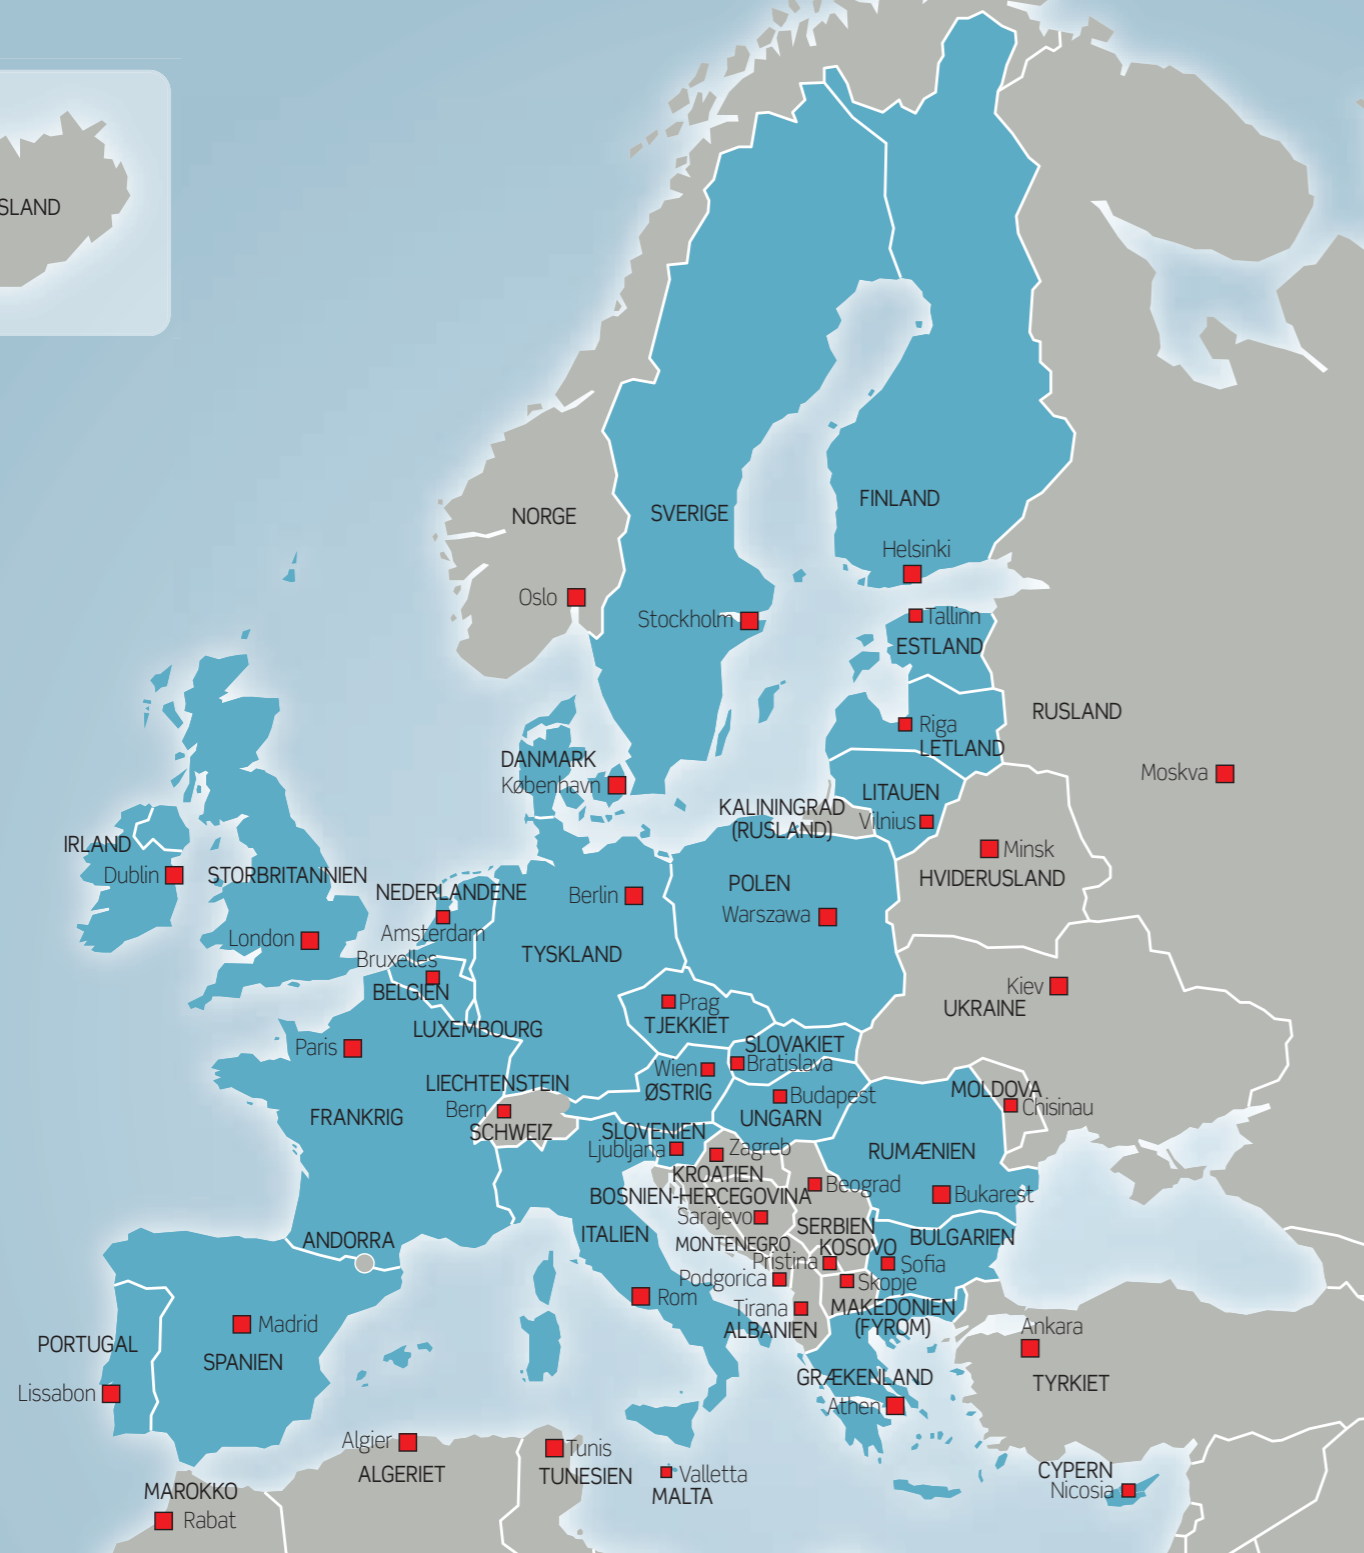 SLAND
NORGE
Oslo
SVERIGE
Stockholm
FINLAND
Helsinki
Tallinn
ESTLAND
RUSLAND
Moskva
Riga
LETLAND
DANMARK
København
LITAUEN
Vilnius
KALININGRAD
(RUSLAND)
Minsk
HVIDERUSLAND
IRLAND
Dublin
STORBRITANNIEN
London
NEDERLANDENE
Amsterdam
Bruxelles
BELGIEN
LUXEMBOURG
Berlin
TYSKLAND
POLEN
Warszawa
Kiev
UKRAINE
Prag
TJEKKIET
SLOVAKIET
Bratislava
Paris
FRANKRIG
LIECHTENSTEIN
Bern
SCHWEIZ
Wien
ØSTRIG
Budapest
UNGARN
MOLDOVA
Chisinau
SLOVENIEN
Ljubljana
Zagreb
KROATIEN
RUMÆNIEN
Bukarest
BOSNIEN-HERCEGOVINA
Sarajevo
Beograd
SERBIEN
KOSOVO
Pristina
MONTENEGRO
Podgorica
BULGARIEN
Sofia
Skopje
MAKEDONIEN
(FYROM)
Tirana
ALBANIEN
ITALIEN
Rom
ANDORRA
PORTUGAL
Lissabon
Madrid
SPANIEN
GRÆKENLAND
Athen
Ankara
TYRKIET
CYPERN
Nicosia
Valletta
MALTA
Tunis
TUNESIEN
Algier
ALGERIET
MAROKKO
Rabat